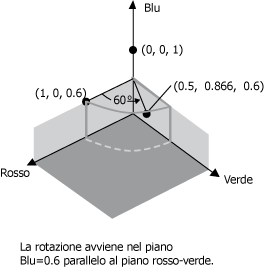 Blu
(0, 0, 1)
(1, 0, 0.6)
60°
(0.5, 0.866, 0.6)
Rosso
Verde
La rotazione avviene nel piano
Blu=0.6 parallelo al piano rosso-verde.